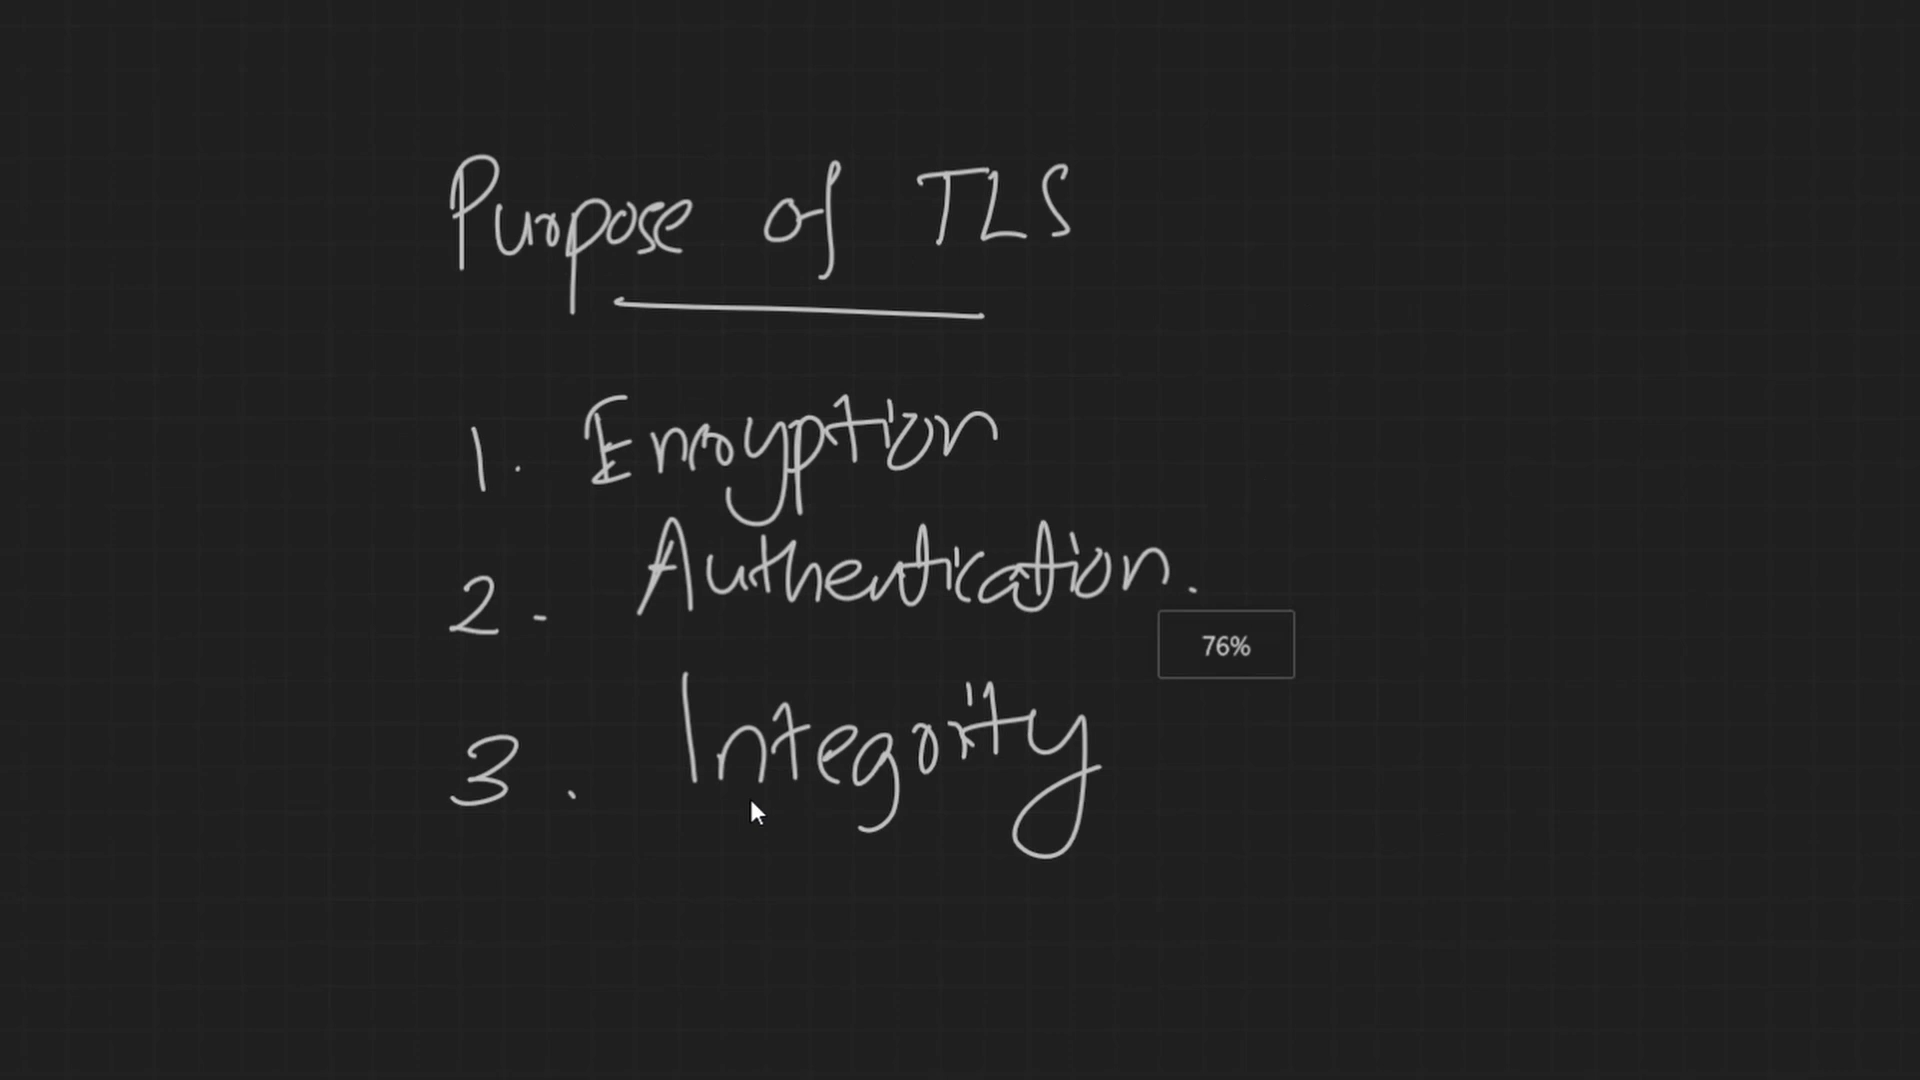 Purpose of TLS
1. Encryption
2. Authentication.
76%
3. Integrity